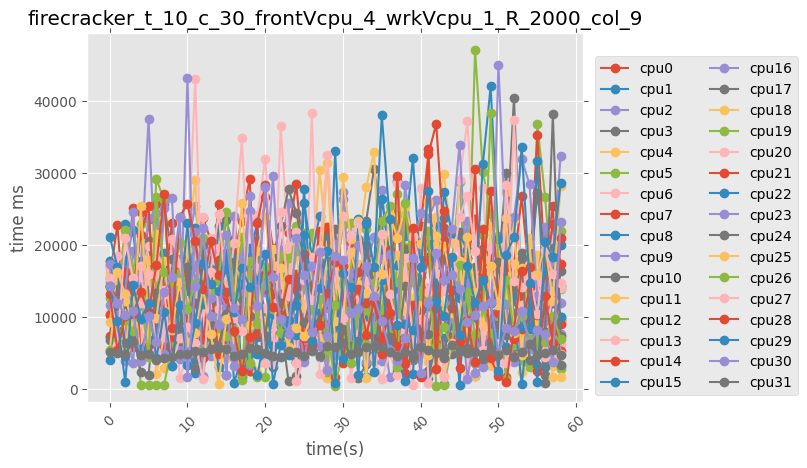 firecracker_t_10_c_30_frontVcpu_4_wrkVcpu_1_R_2000_col_9
time ms
40000
30000
20000
10000
0
0
10
20
30
40
50
60
time(s)
cpu0
cpu1
cpu2
cpu3
cpu4
cpu5
cpu6
cpu7
cpu8
cpu9
cpu10
cpu11
cpu12
cpu13
cpu14
cpu15
cpu16
cpu17
cpu18
cpu19
cpu20
cpu21
cpu22
cpu23
cpu24
cpu25
cpu26
cpu27
cpu28
cpu29
cpu30
cpu31